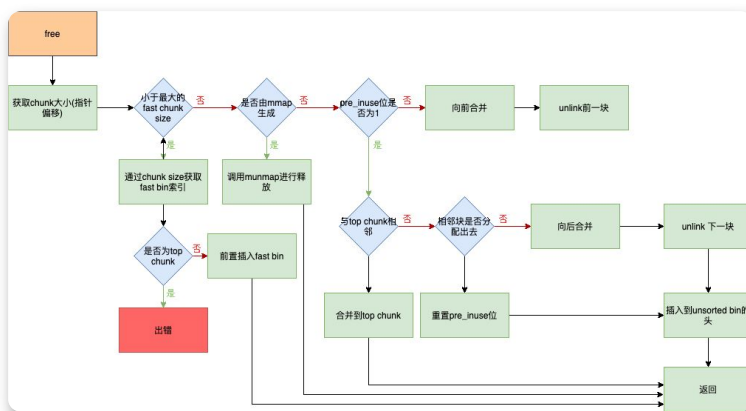 free
获取chunk大小(指针
偏移)
小于最大的
fast chunk
size
否
是否由mmap
生成
否
pre_inuse位是
否为1
否
向前合并
unlink前一块
是
是
是
通过chunk size获取
fast bin索引
调用munmap进行释
放
与top chunk相
邻
否
相邻块是否分
配出去
否
向后合并
unlink 下一块
是否为top
chunk
否
前置插入fast bin
是
出错
合并到top chunk
重置pre_inuse位
插入到unsorted bin的
头
返回